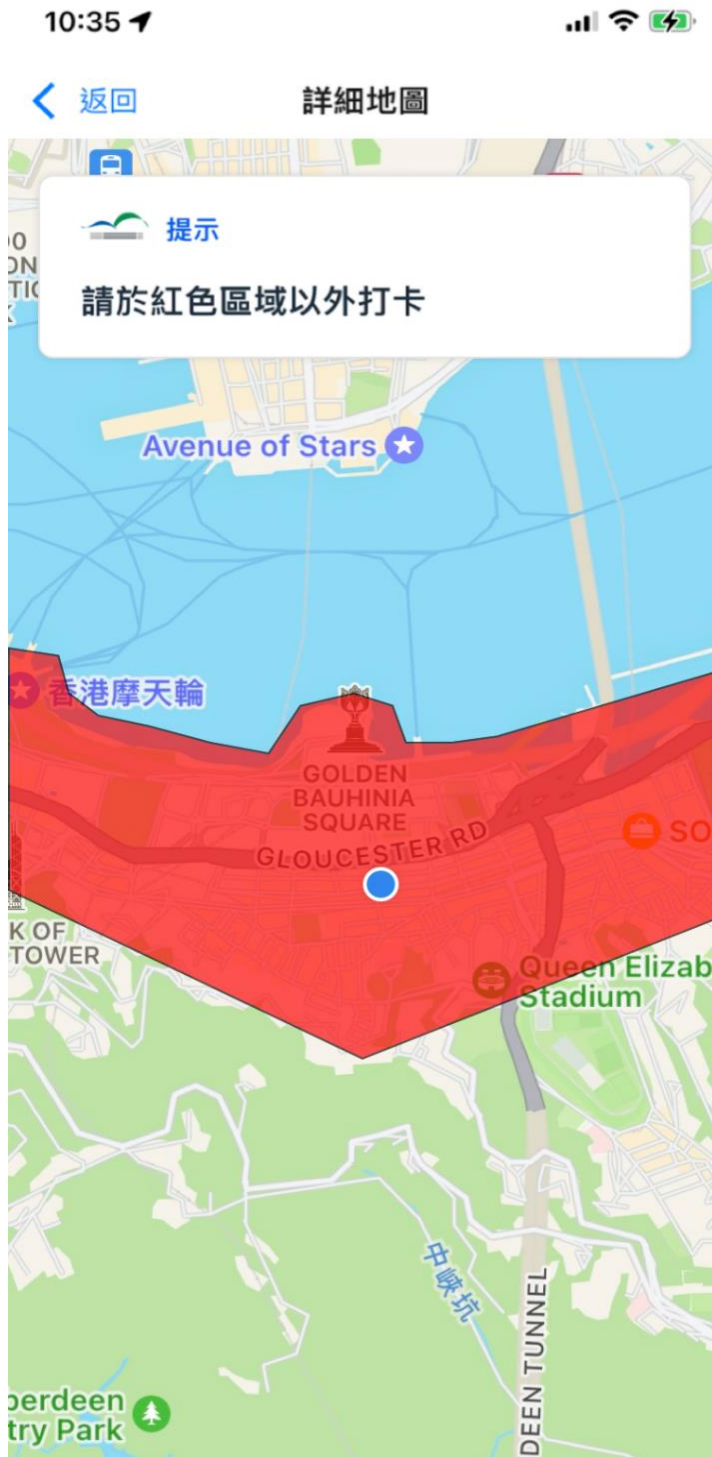 10:35
返回
詳細地圖
提示
請於紅色區域以外打卡
Avenue of Stars
香港摩天輪
GOLDEN
BAUHINIA
SQUARE
GLOUCESTER RD
SO
K OF
TOWER
Queen Elizab
Stadium
中峽坑
DEEN TUNNEL
berdeen
try Park